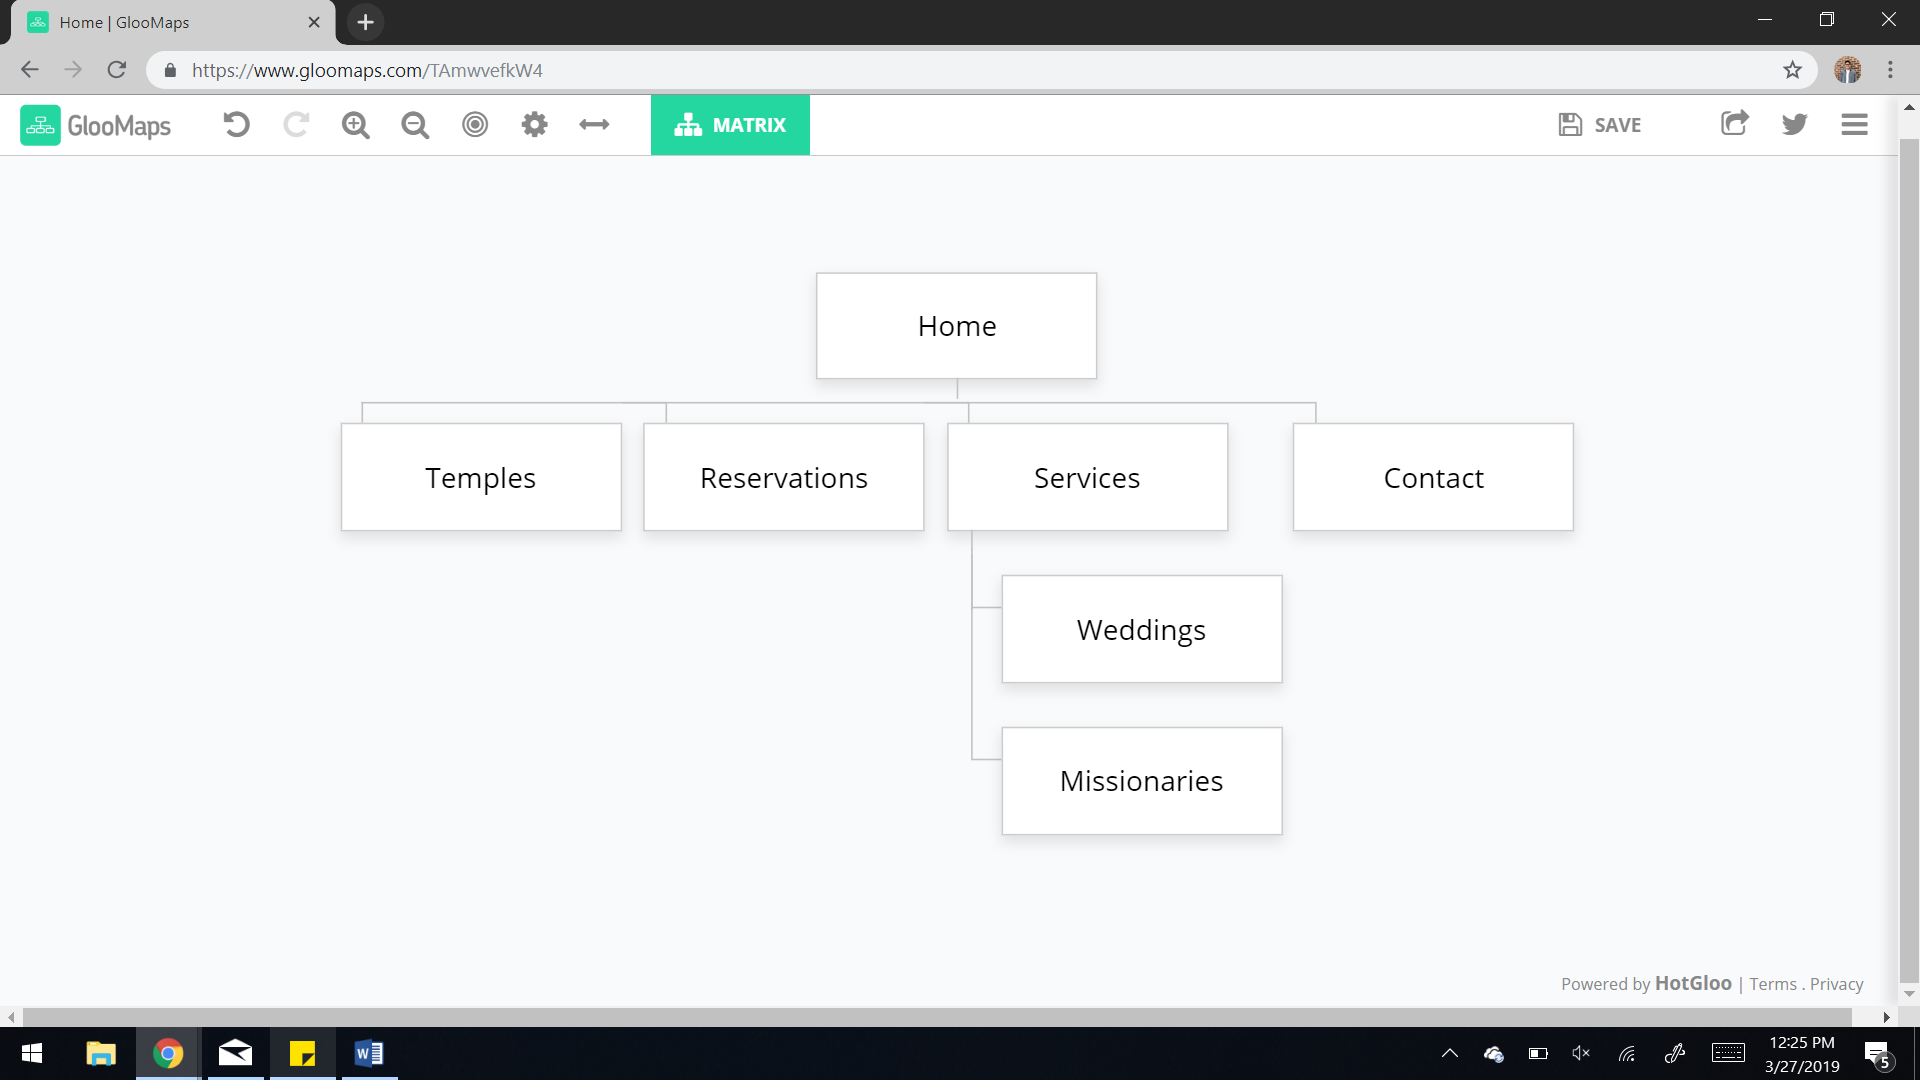 Home | GlooMaps
https://www.gloomaps.com/TAmwvefkW4
GlooMaps
MATRIX
SAVE
Home
Temples
Reservations
Services
Contact
Weddings
Missionaries
Powered by HotGloo | Terms . Privacy
12:25 PM
3/27/2019
5